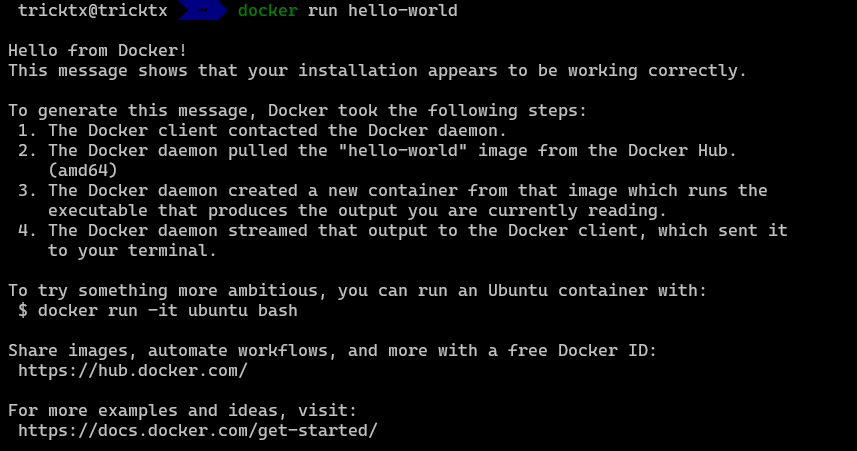 tricktx@tricktx docker run hello-world
Hello from Docker!
This message shows that your installation appears to be working correctly.
To generate this message, Docker took the following steps:
1. The Docker client contacted the Docker daemon.
2. The Docker daemon pulled the "hello-world" image from the Docker Hub.
(amd64)
3. The Docker daemon created a new container from that image which runs the
executable that produces the output you are currently reading.
4. The Docker daemon streamed that output to the Docker client, which sent it
to your terminal.
To try something more ambitious, you can run an Ubuntu container with:
$ docker run -it ubuntu bash
Share images, automate workflows, and more with a free Docker ID:
https://hub.docker.com/
For more examples and ideas, visit:
https://docs.docker.com/get-started/